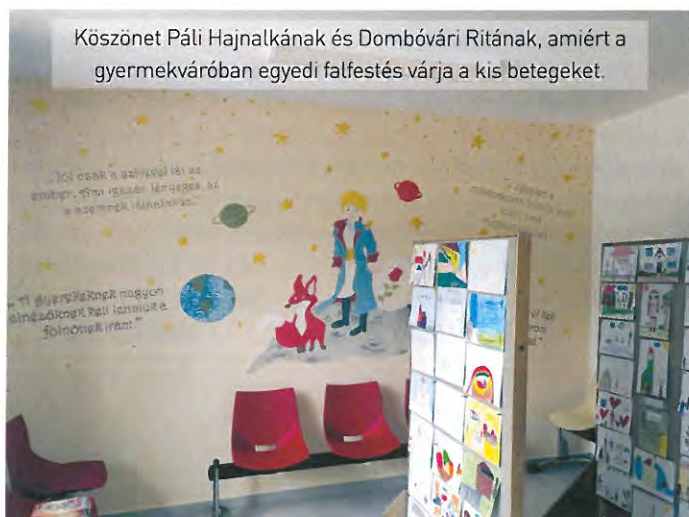 Köszönet Páli Hajnalkának és Dombóvári Ritának, amiért a
gyermekváróban egyedi falfestés várja a kis betegeket.
„Jól csak a szívével lát az
ember. Ami igazán lényeges, az
a szemnek láthatatlan.”
„A gyerekeknek nagyon
elnézőknek kell lenniük a
fölnőttek iránt.”